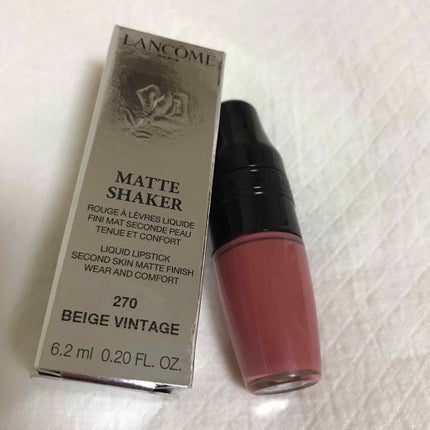 LANCÔME
PARIS
MATTE
SHAKER
ROUGE À LÈVRES LIQUIDE
FINI MAT SECONDE PEAU
TENUE ET CONFORT
LIQUID LIPSTICK
SECOND SKIN MATTE FINISH
WEAR AND COMFORT
270
BEIGE VINTAGE
6.2 ml 0.20 FL. OZ.